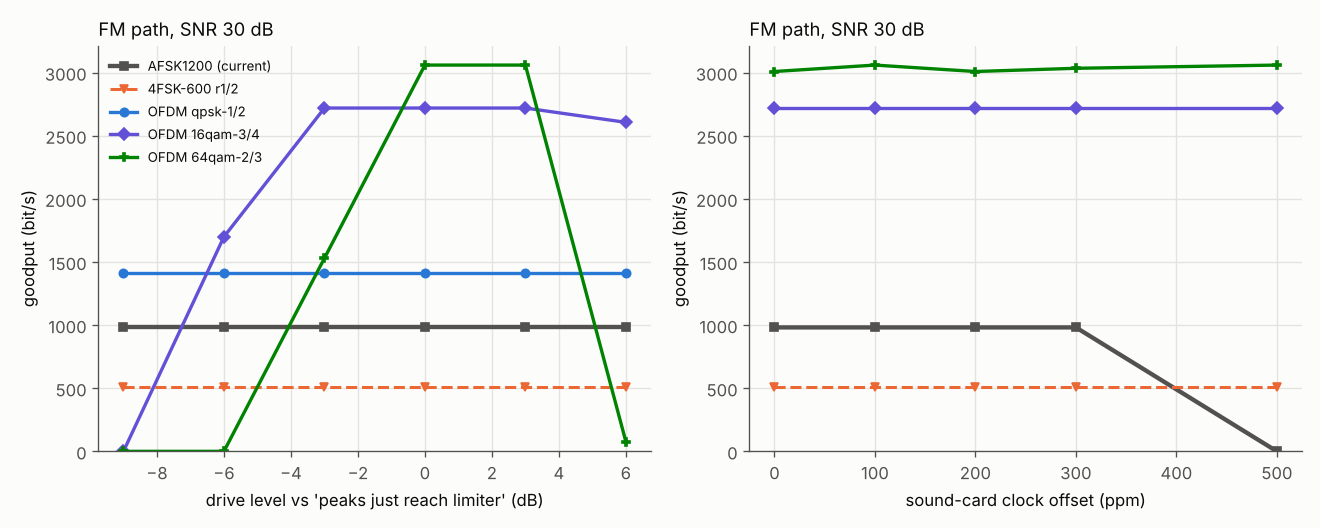 FM path, SNR 30 dB
AFSK1200 (current)
4FSK-600 r1/2
OFDM qpsk-1/2
OFDM 16qam-3/4
OFDM 64qam-2/3
goodput (bit/s)
3000
2500
2000
1500
1000
500
0
−8 −6 −4 −2 0 2 4 6
drive level vs 'peaks just reach limiter' (dB)
FM path, SNR 30 dB
goodput (bit/s)
3000
2500
2000
1500
1000
500
0
0 100 200 300 400 500
sound-card clock offset (ppm)